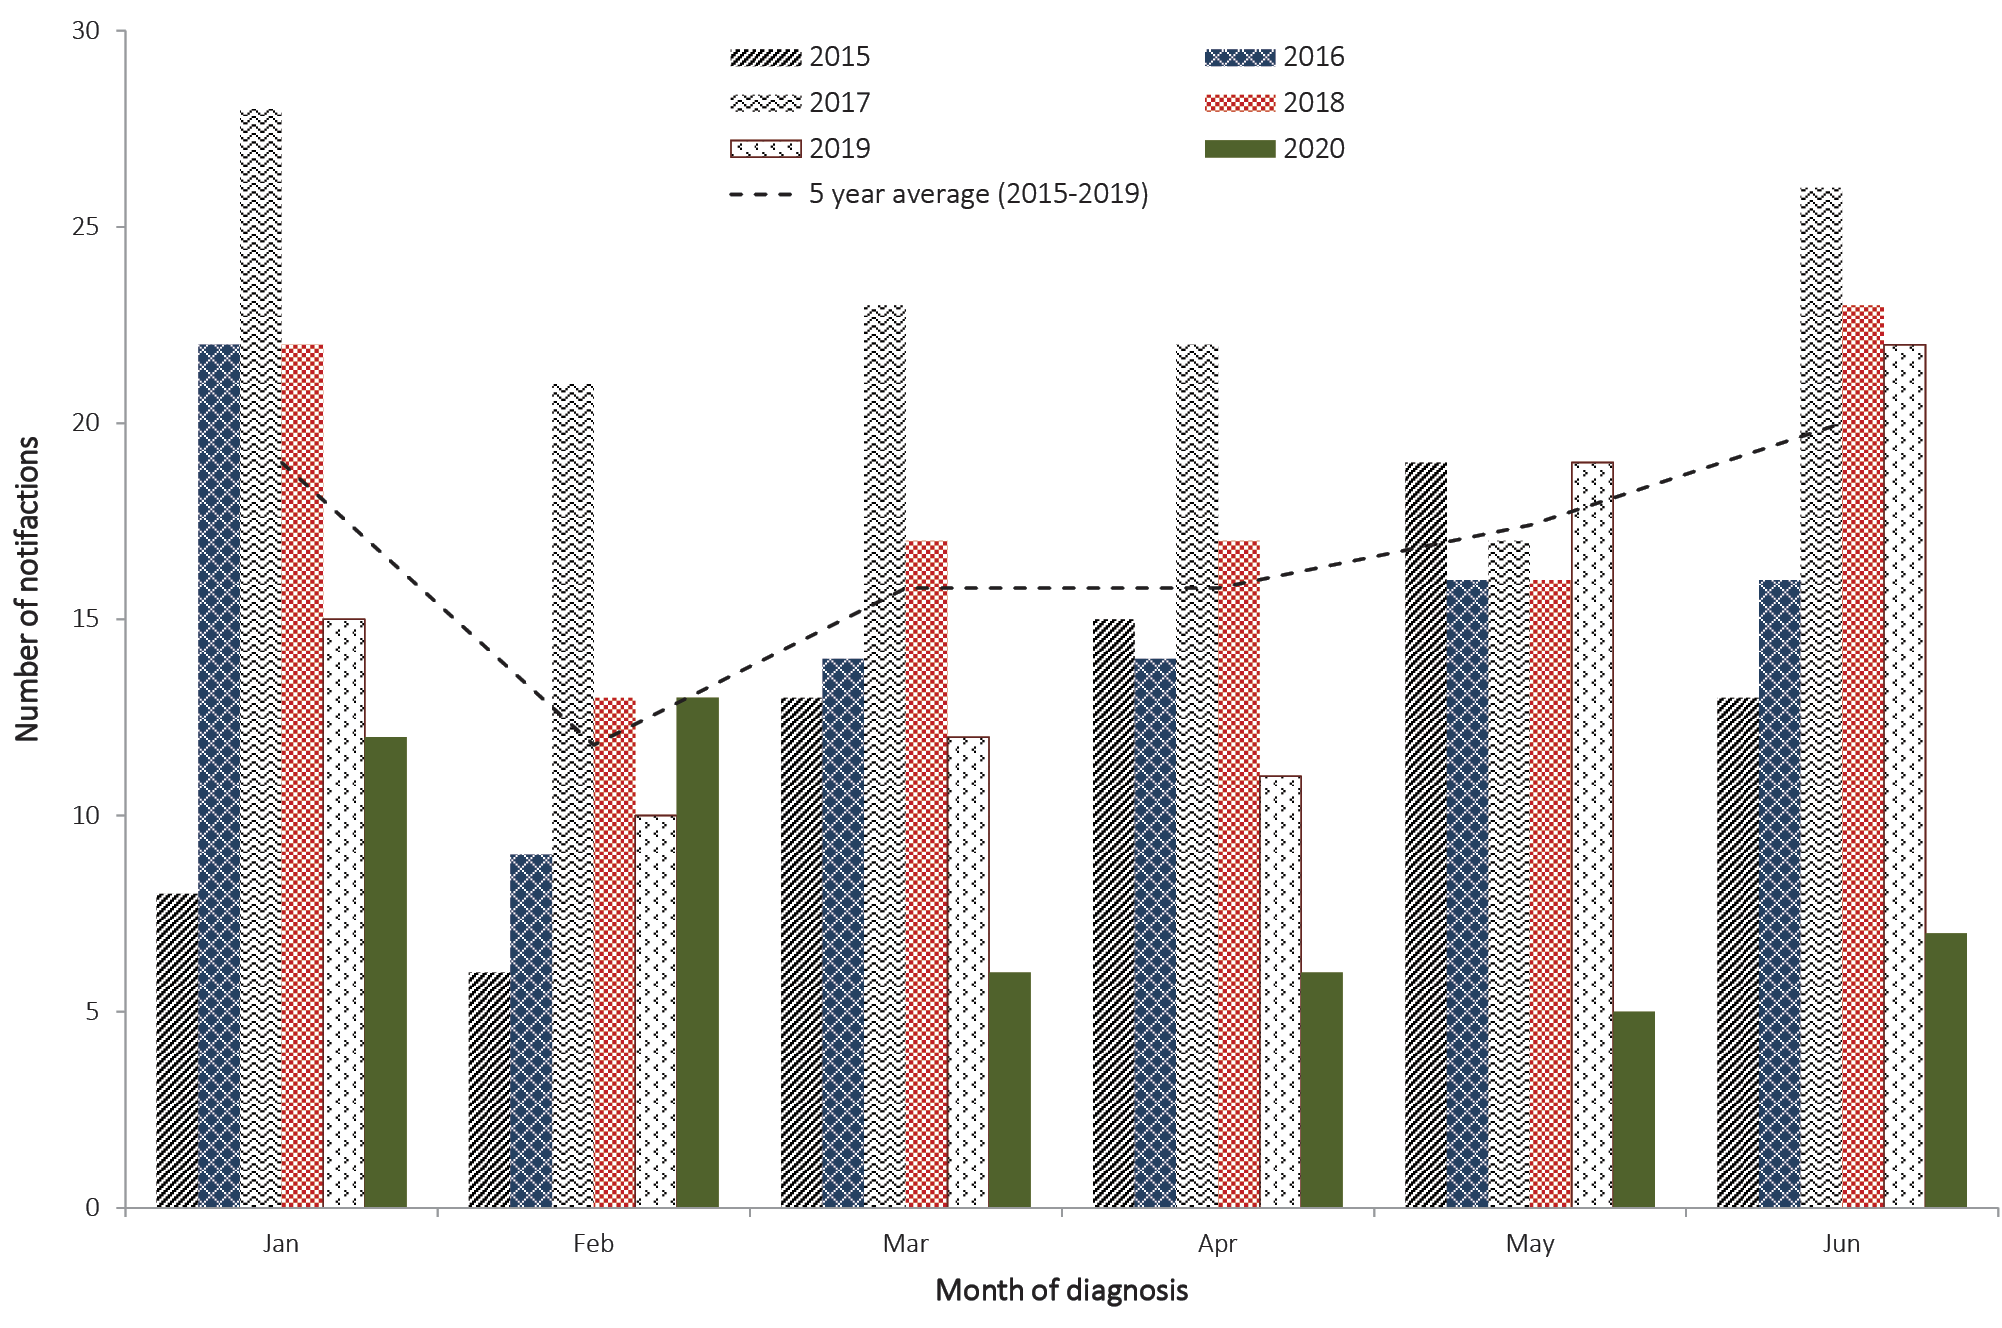 30
25
20
15
10
5
0
Number of notifactions
2015
2016
2017
2018
2019
2020
5 year average (2015-2019)
Jan
Feb
Mar
Apr
May
Jun
Month of diagnosis